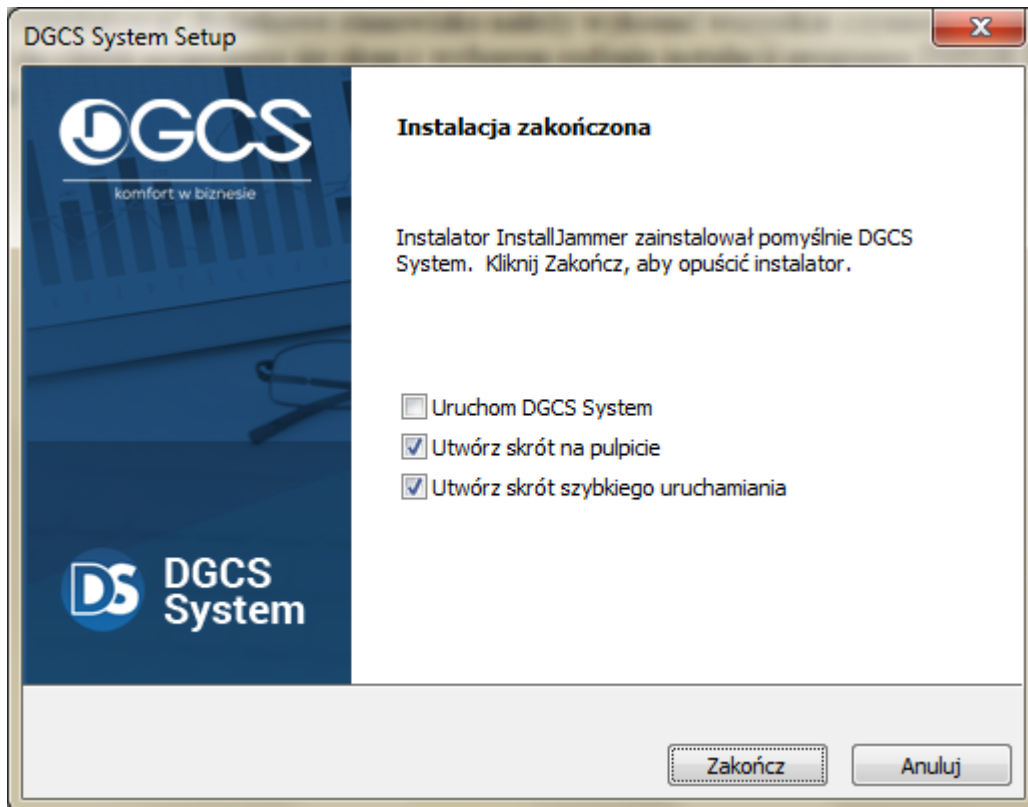 DGCS System Setup
DGCS
komfort w biznesie
Instalacja zakończona
Instalator InstallJammer zainstalował pomyślnie DGCS
System. Kliknij Zakończ, aby opuścić instalator.
Uruchom DGCS System
Utwórz skrót na pulpicie
Utwórz skrót szybkiego uruchamiania
DS DGCS
System
Zakończ Anuluj